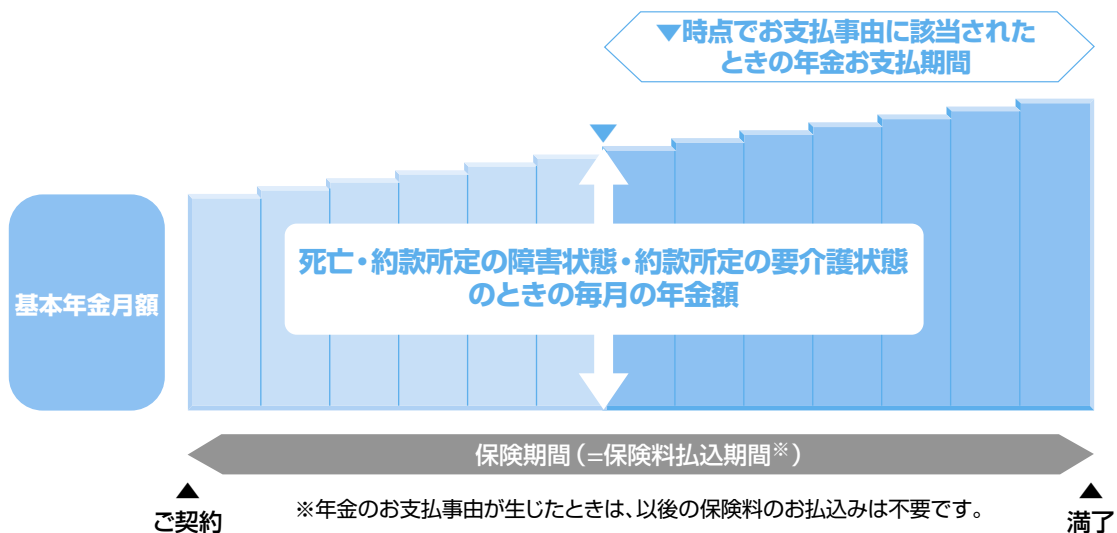 ▼時点でお支払事由に該当された
ときの年金お支払期間
基本年金月額
死亡・約款所定の障害状態・約款所定の要介護状態
のときの毎月の年金額
保険期間（=保険料払込期間※）
ご契約
※年金のお支払事由が生じたときは、以後の保険料のお払込みは不要です。
満了